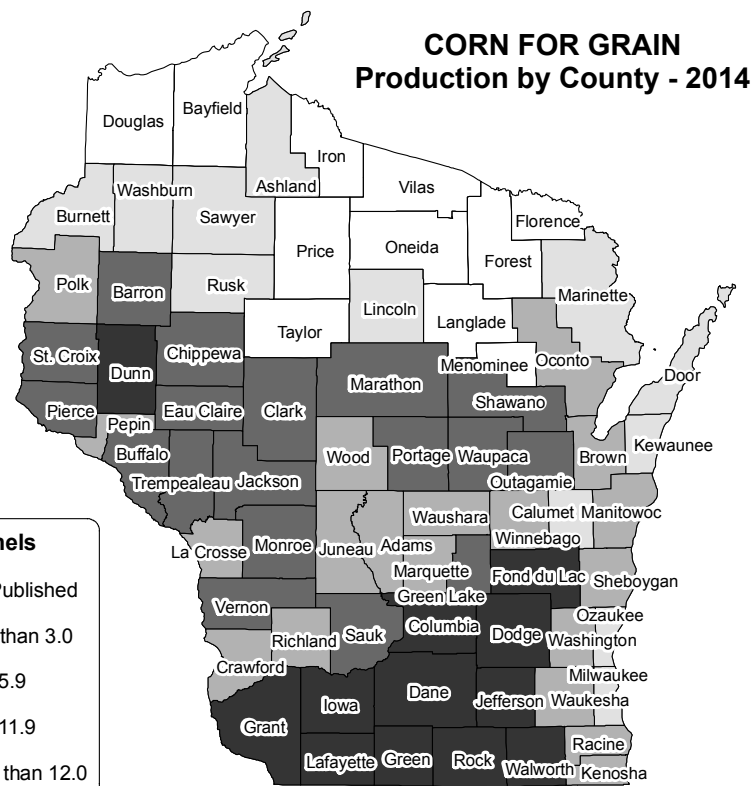 CORN FOR GRAIN
Production by County - 2014
Douglas
Bayfield
Iron
Ashland
Vilas
Washburn
Burnett
Sawyer
Florence
Price
Oneida
Forest
Polk
Barron
Rusk
Marinette
Lincoln
Langlade
Taylor
St. Croix
Dunn
Chippewa
Menominee
Oconto
Marathon
Door
Pierce
Eau Claire
Clark
Shawano
Pepin
Buffalo
Wood
Portage
Waupaca
Brown
Kewaunee
Trempealeau
Jackson
Outagamie
Waushara
Calumet
Manitowoc
Winnebago
La Crosse
Monroe
Juneau
Adams
Marquette
Fond du Lac
Sheboygan
Green Lake
Vernon
Columbia
Dodge
Ozaukee
Richland
Sauk
Washington
Crawford
Milwaukee
Dane
Jefferson
Waukesha
Iowa
Grant
Racine
Lafayette
Green
Rock
Walworth
Kenosha
nels
Published
than 3.0
5.9
11.9
than 12.0